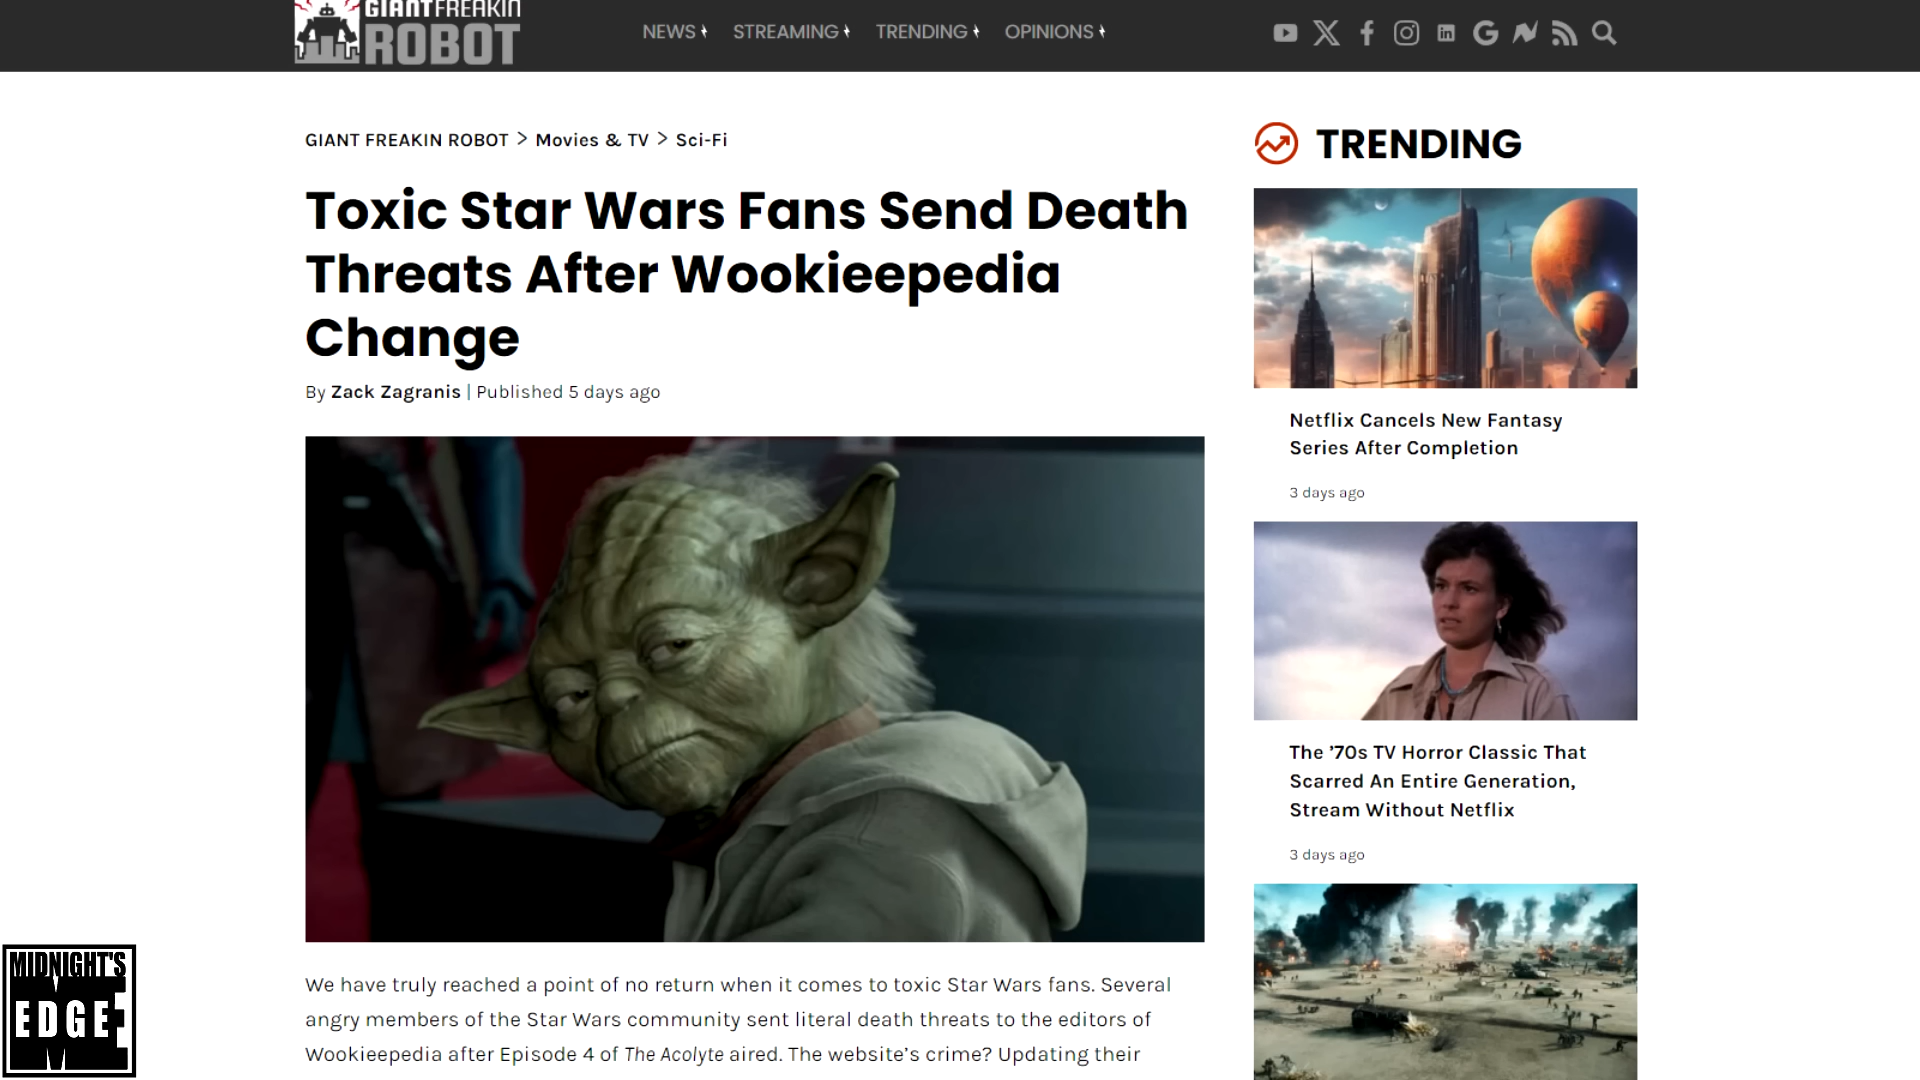 GIANTFREAKIN
ROBOT
NEWS
STREAMING
TRENDING
OPINIONS
GIANT FREAKIN ROBOT > Movies & TV > Sci-Fi
Toxic Star Wars Fans Send Death
Threats After Wookieepedia
Change
By Zack Zagranis | Published 5 days ago
We have truly reached a point of no return when it comes to toxic Star Wars fans. Several
angry members of the Star Wars community sent literal death threats to the editors of
Wookieepedia after Episode 4 of The Acolyte aired. The website’s crime? Updating their
TRENDING
Netflix Cancels New Fantasy
Series After Completion
3 days ago
The ’70s TV Horror Classic That
Scarred An Entire Generation,
Stream Without Netflix
3 days ago
MIDNIGHT'S
EDGE